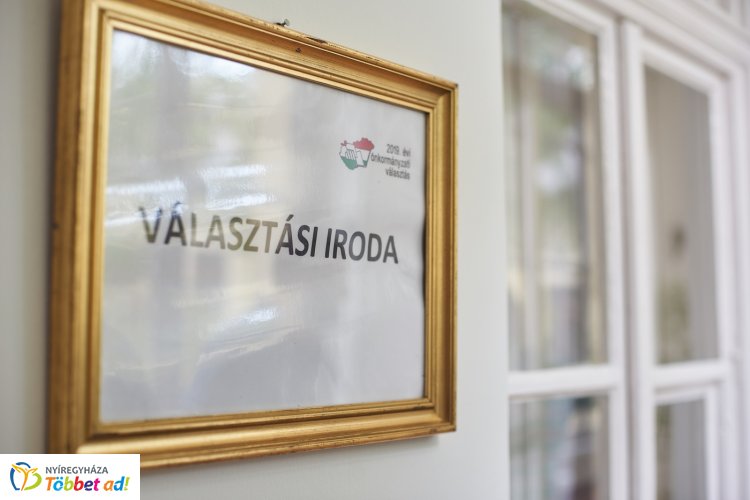 2019. évi
önkormányzati
választás
VÁLASZTÁSI IRODA
NYÍREGYHÁZA
Többet ad!